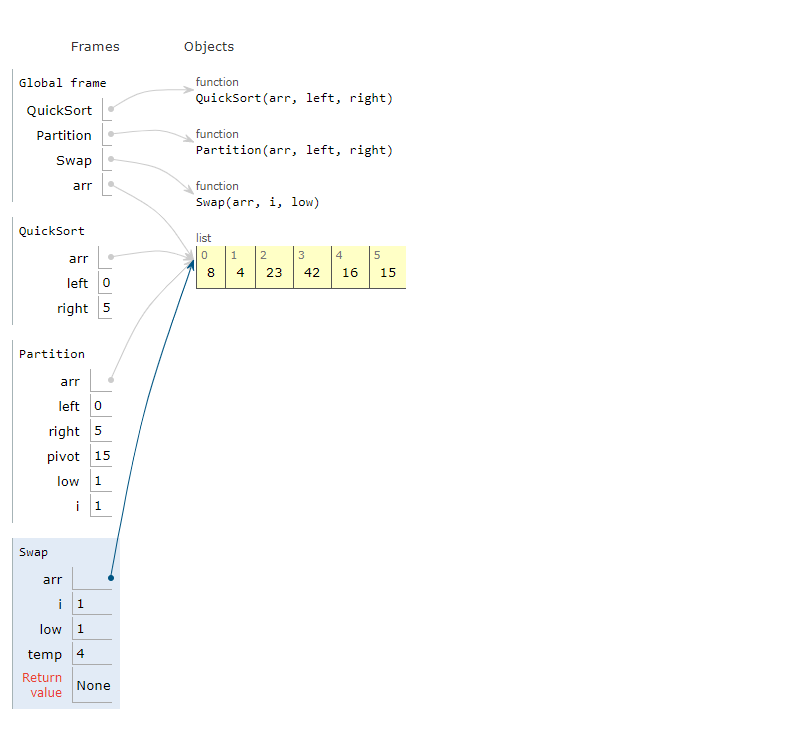 Frames Objects
Global frame
QuickSort
Partition
Swap
arr
function
QuickSort(arr, left, right)
function
Partition(arr, left, right)
function
Swap(arr, i, low)
list
0 1 2 3 4 5
8 4 23 42 16 15
QuickSort
arr
left 0
right 5
Partition
arr
left 0
right 5
pivot 15
low 1
i 1
Swap
arr
i 1
low 1
temp 4
Return
value None